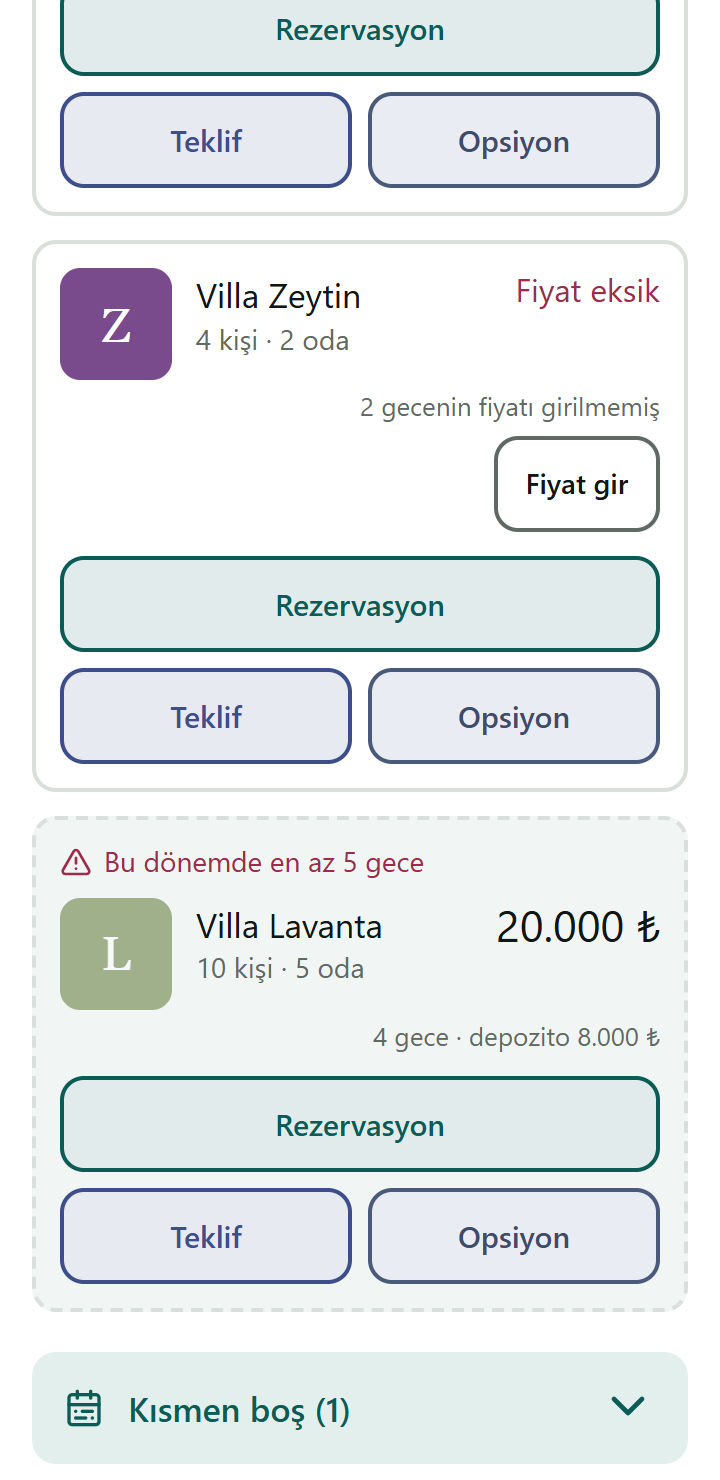 Rezervasyon
Teklif
Opsiyon
Z
Villa Zeytin
Fiyat eksik
4 kişi · 2 oda
2 gecenin fiyatı girilmemiş
Fiyat gir
Rezervasyon
Teklif
Opsiyon
Bu dönemde en az 5 gece
L
Villa Lavanta
20.000 ₺
10 kişi · 5 oda
4 gece · depozito 8.000 ₺
Rezervasyon
Teklif
Opsiyon
Kısmen boş (1)